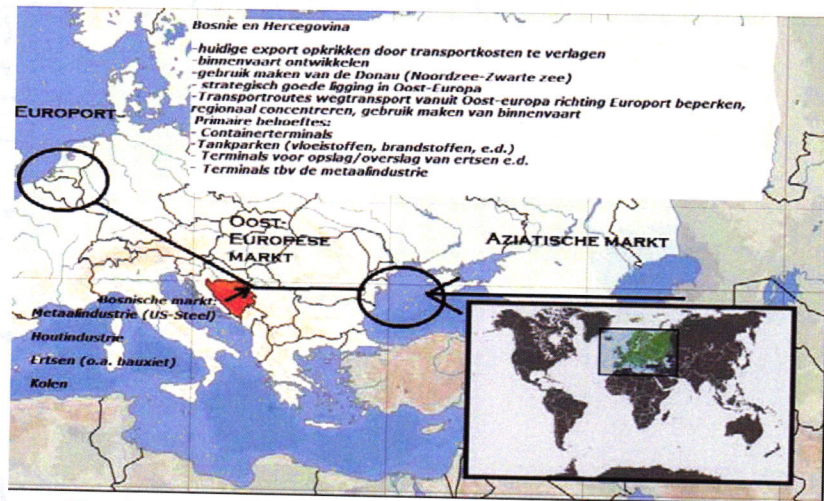 Bosnie en Hercegovina
-huidige export opkrikken door transportkosten te verlagen
-binnenvaart ontwikkelen
-gebruik maken van de Donau (Noordzee-Zwarte zee)
- strategisch goede ligging in Oost-Europa
-Transportroutes wegtransport vanuit Oost-europa richting Europort beperken,
regionaal concentreren, gebruik maken van binnenvaart
Primaire behoeftes:
- Containerterminals
-Tankparken (vloeistoffen, brandstoffen, e.d.)
- Terminals voor opslag/overslag van ertsen e.d.
- Terminals tbv de metaalindustrie
EUROPORT
OOST
EUROPESE
MARKT
AZIATISCHE MARKT
Bosnische markt:
Metaalindustrie (US-Steel)
Houtindustrie
Ertsen (o.a. bauxiet)
Kolen